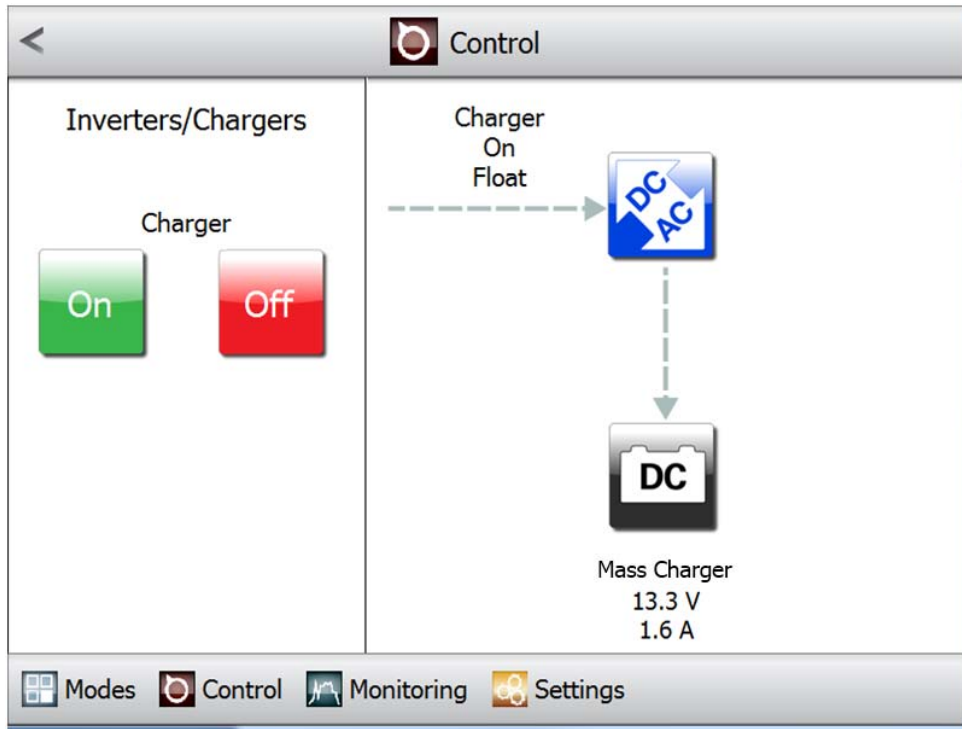 <
Control
Inverters/Chargers
Charger
On
Off
Charger
On
Float
DC
AC
DC
Mass Charger
13.3 V
1.6 A
Modes
Control
Monitoring
Settings